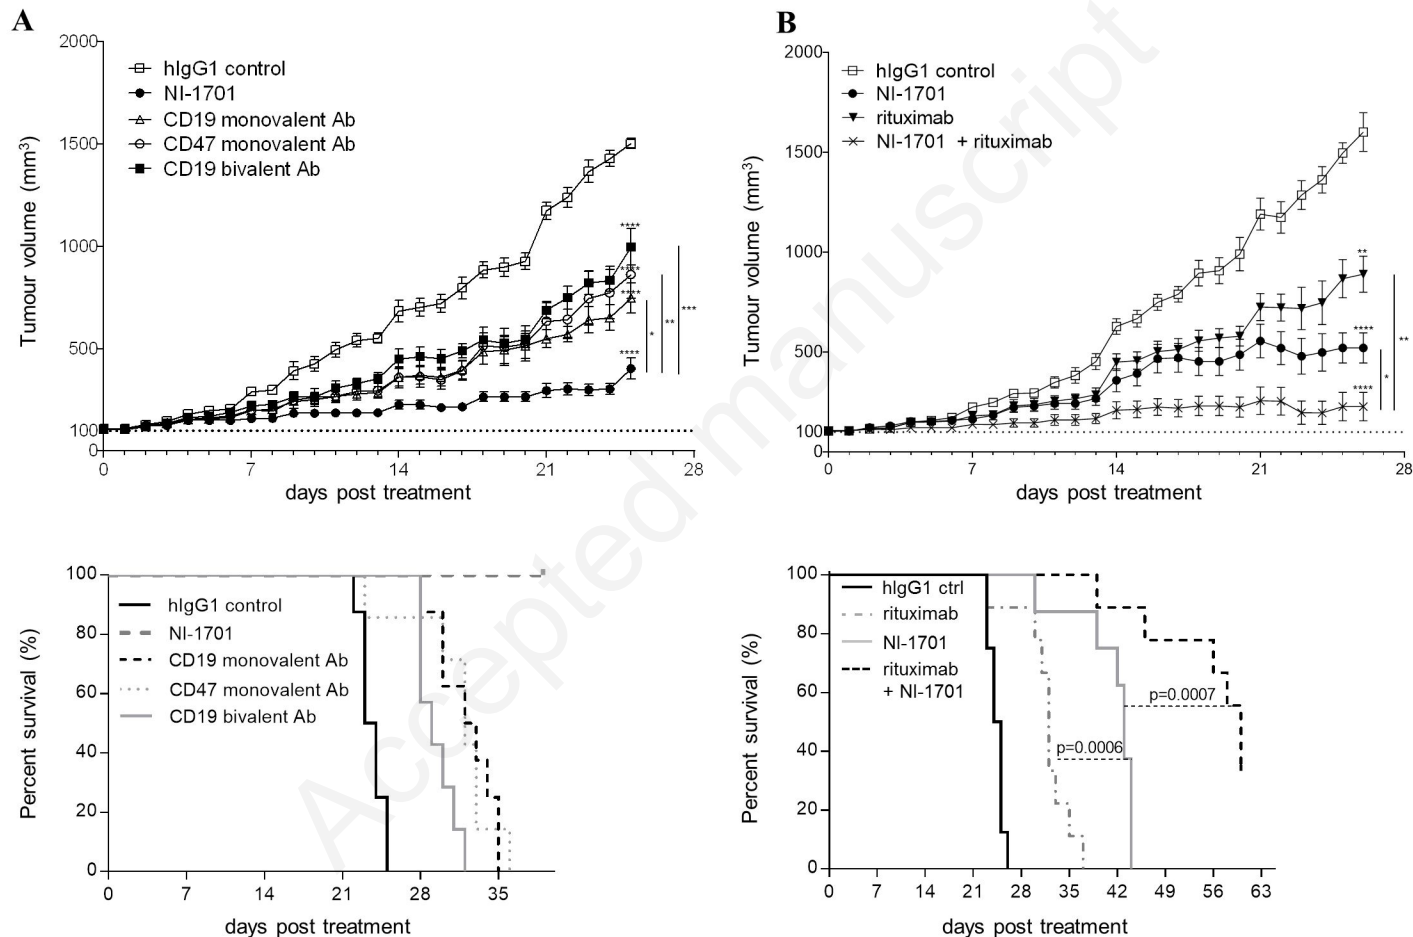 A
2000
1500
1000
500
100
0
Tumour volume (mm³)
hIgG1 control
NI-1701
CD19 monovalent Ab
CD47 monovalent Ab
CD19 bivalent Ab
****
****
****
****
*
**
***
0 7 14 21 28
days post treatment
B
2000
1500
1000
500
100
0
Tumour volume (mm³)
hIgG1 control
NI-1701
rituximab
NI-1701 + rituximab
**
****
****
*
**
0 7 14 21 28
days post treatment
100
80
60
40
20
0
Percent survival (%)
hIgG1 control
NI-1701
CD19 monovalent Ab
CD47 monovalent Ab
CD19 bivalent Ab
0 7 14 21 28 35
days post treatment
100
80
60
40
20
0
Percent survival (%)
hIgG1 ctrl
rituximab
NI-1701
rituximab
+ NI-1701
p=0.0007
p=0.0006
0 7 14 21 28 35 42 49 56 63
days post treatment
Accepted manuscript